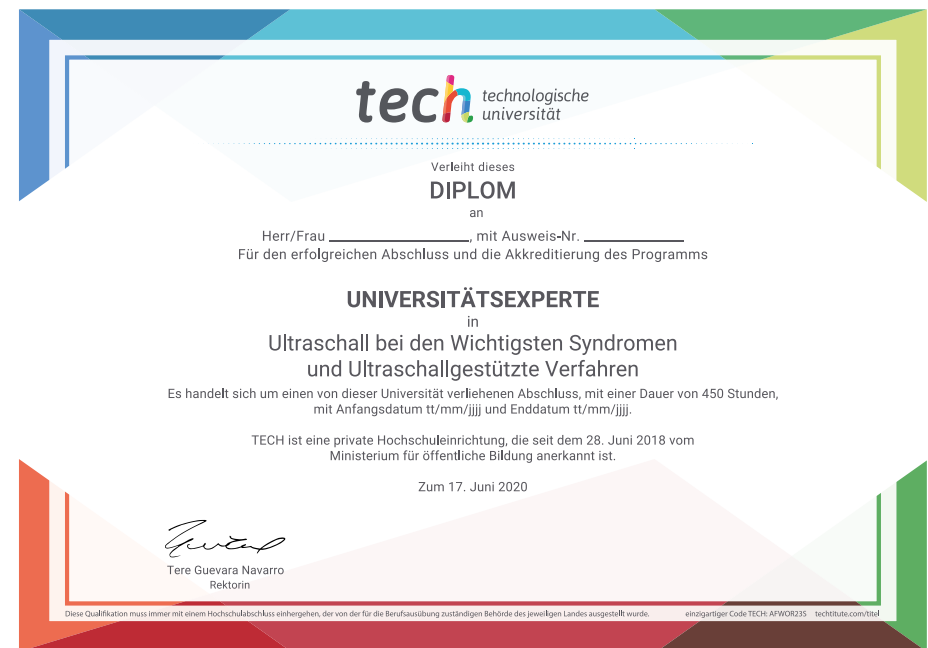 tech technologische
universität
Verleiht dieses
DIPLOM
an
Herr/Frau ____________________, mit Ausweis-Nr. ______________
Für den erfolgreichen Abschluss und die Akkreditierung des Programms
UNIVERSITÄTSEXPERTE
in
Ultraschall bei den Wichtigsten Syndromen
und Ultraschallgestützte Verfahren
Es handelt sich um einen von dieser Universität verliehenen Abschluss, mit einer Dauer von 450 Stunden,
mit Anfangsdatum tt/mm/jjjj und Enddatum tt/mm/jjjj.
TECH ist eine private Hochschuleinrichtung, die seit dem 28. Juni 2018 vom
Ministerium für öffentliche Bildung anerkannt ist.
Zum 17. Juni 2020
Tere Guevara Navarro
Rektorin
Diese Qualifikation muss immer mit einem Hochschulabschluss einhergehen, der von der für die Berufsausübung zuständigen Behörde des jeweiligen Landes ausgestellt wurde. einzigartiger Code TECH: AFWOR23S techtitute.com/titel